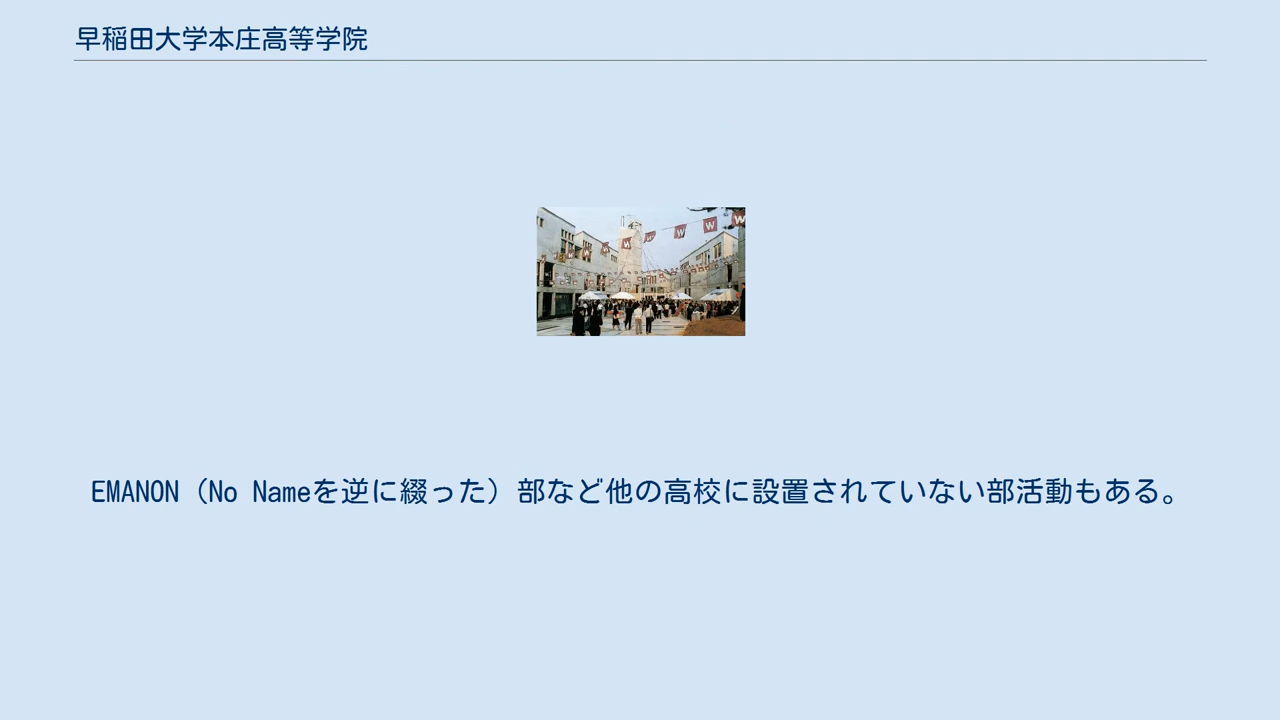 早稲田大学本庄高等学院
W W W W W W
EMANON（No Nameを逆に綴った）部など他の高校に設置されていない部活動もある。